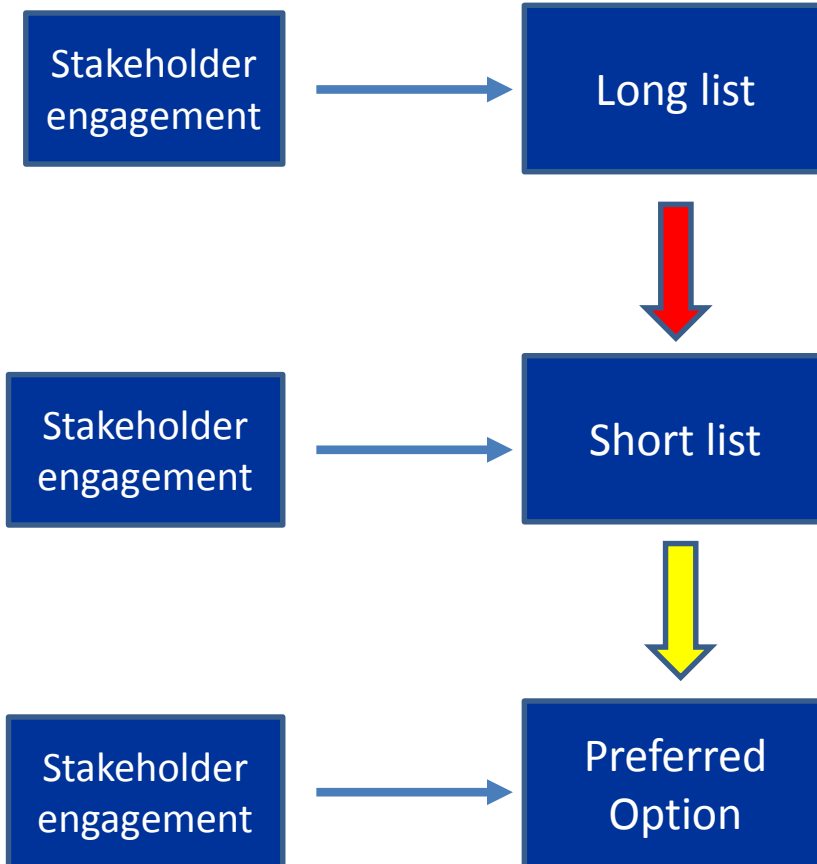 Stakeholder
engagement
Long list
Stakeholder
engagement
Short list
Stakeholder
engagement
Preferred
Option